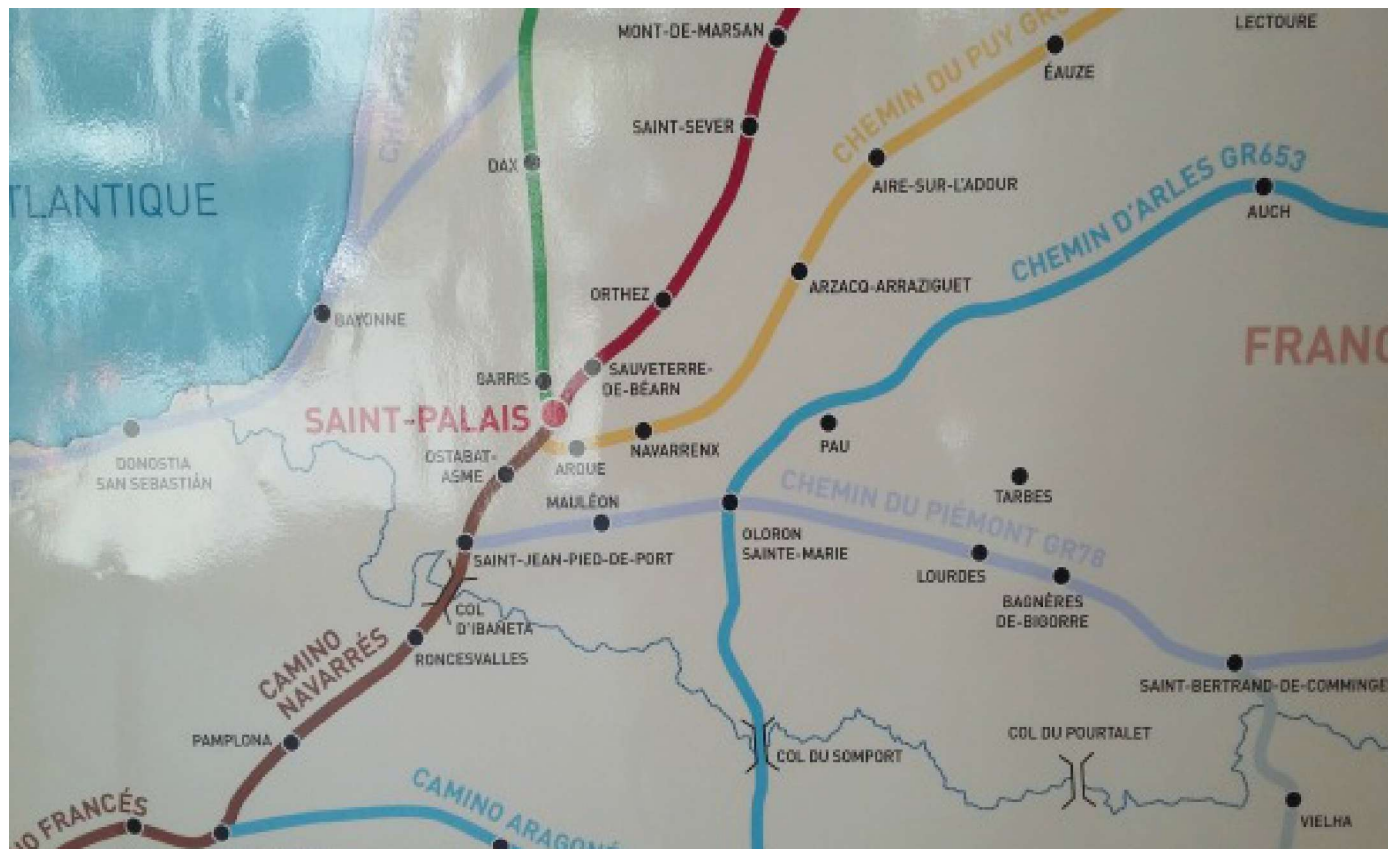 MONT-DE-MARSAN
LECTOURE
CHEMIN DU PUY
ÉAUZE
SAINT-SEVER
DAX
AIRE-SUR-L'ADOUR
CHEMIN D'ARLES GR653
AUCH
TLANTIQUE
ARZACQ-ARRAZIGUET
ORTHEZ
BAYONNE
FRANC
GARRIS
SAUVETERRE-
DE-BÉARN
SAINT-PALAIS
NAVARRENX
PAU
OSTABAT-
ASME
AROUE
DONOSTIA
SAN SEBASTIÁN
MAULÉON
CHEMIN DU PIÉMONT GR78
TARBES
OLORON
SAINTE-MARIE
SAINT-JEAN-PIED-DE-PORT
LOURDES
BAGNÈRES
DE-BIGORRE
COL
D'IBAÑETA
CAMINO
NAVARRÉS
RONCESVALLES
SAINT-BERTRAND-DE-COMMINGE
PAMPLONA
COL DU SOMPORT
COL DU POURTALET
CAMINO ARAGONÉ
NO FRANCÉS
VIELHA